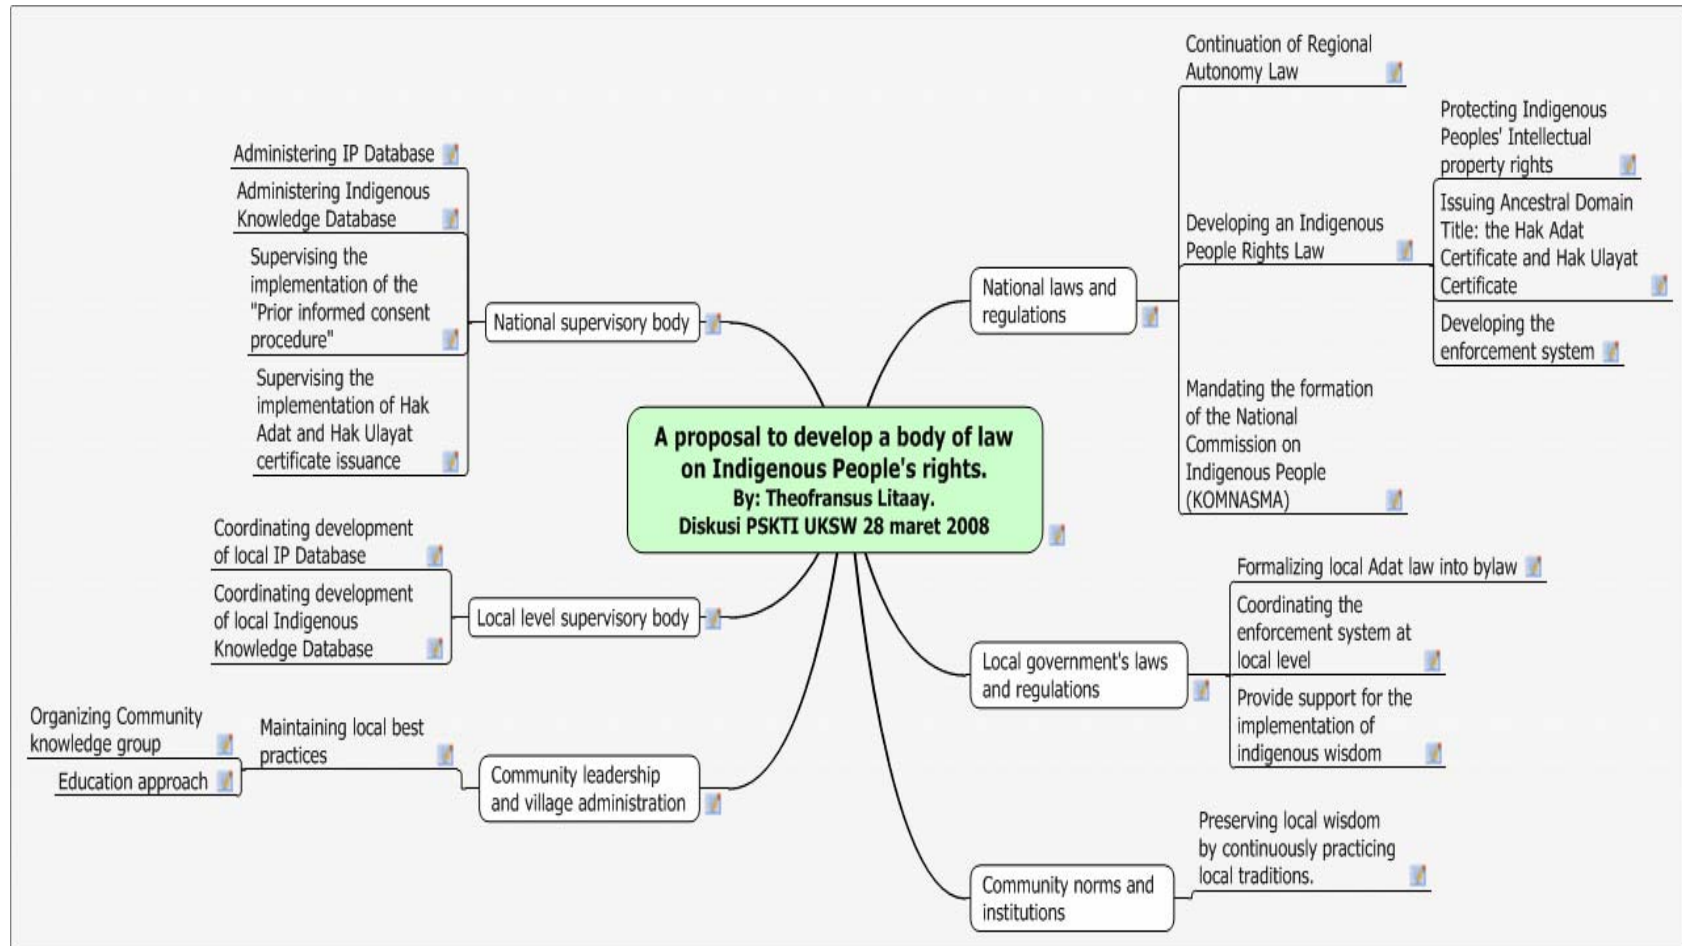 A proposal to develop a body of law
on Indigenous People's rights.
By: Theofransus Litaay.
Diskusi PSKTI UKSW 28 maret 2008
National laws and
regulations
Continuation of Regional
Autonomy Law
Developing an Indigenous
People Rights Law
Protecting Indigenous
Peoples' Intellectual
property rights
Issuing Ancestral Domain
Title: the Hak Adat
Certificate and Hak Ulayat
Certificate
Developing the
enforcement system
Mandating the formation
of the National
Commission on
Indigenous People
(KOMNASMA)
Local government's laws
and regulations
Formalizing local Adat law into bylaw
Coordinating the
enforcement system at
local level
Provide support for the
implementation of
indigenous wisdom
Community norms and
institutions
Preserving local wisdom
by continuously practicing
local traditions.
National supervisory body
Administering IP Database
Administering Indigenous
Knowledge Database
Supervising the
implementation of the
"Prior informed consent
procedure"
Supervising the
implementation of Hak
Adat and Hak Ulayat
certificate issuance
Local level supervisory body
Coordinating development
of local IP Database
Coordinating development
of local Indigenous
Knowledge Database
Community leadership
and village administration
Maintaining local best
practices
Organizing Community
knowledge group
Education approach